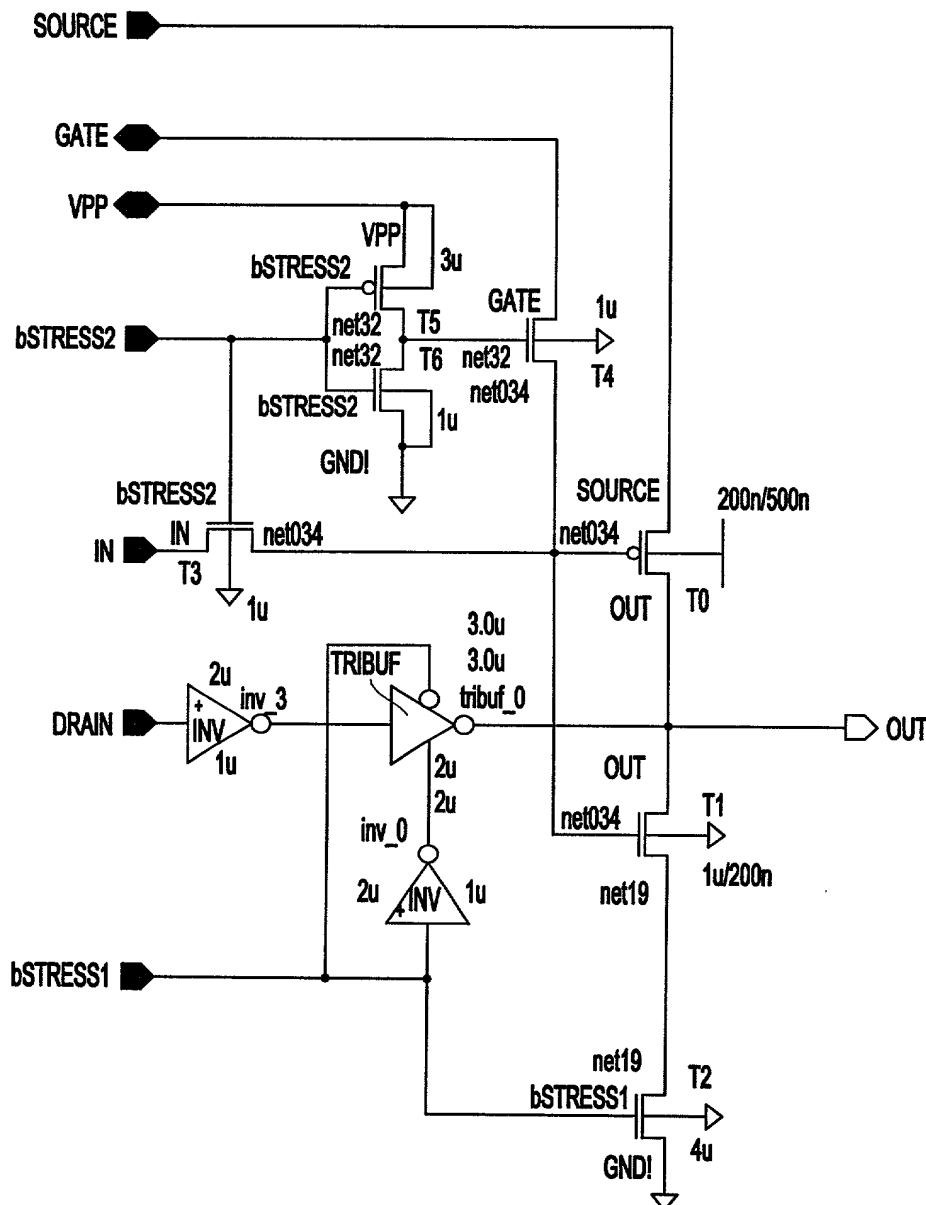 SOURCE
GATE
VPP
VPP
3u
bSTRESS2
GATE
1u
bSTRESS2
net32
T5
net32
T6
net32
T4
net034
bSTRESS2
1u
GND!
SOURCE
200n/500n
bSTRESS2
IN
IN
net034
net034
T3
1u
OUT
T0
3.0u
3.0u
TRIBUF
tribuf_0
2u
inv_3
DRAIN
+
INV
1u
OUT
OUT
2u
2u
T1
net034
inv_0
1u/200n
2u
+
INV
1u
net19
bSTRESS1
net19
T2
bSTRESS1
4u
GND!